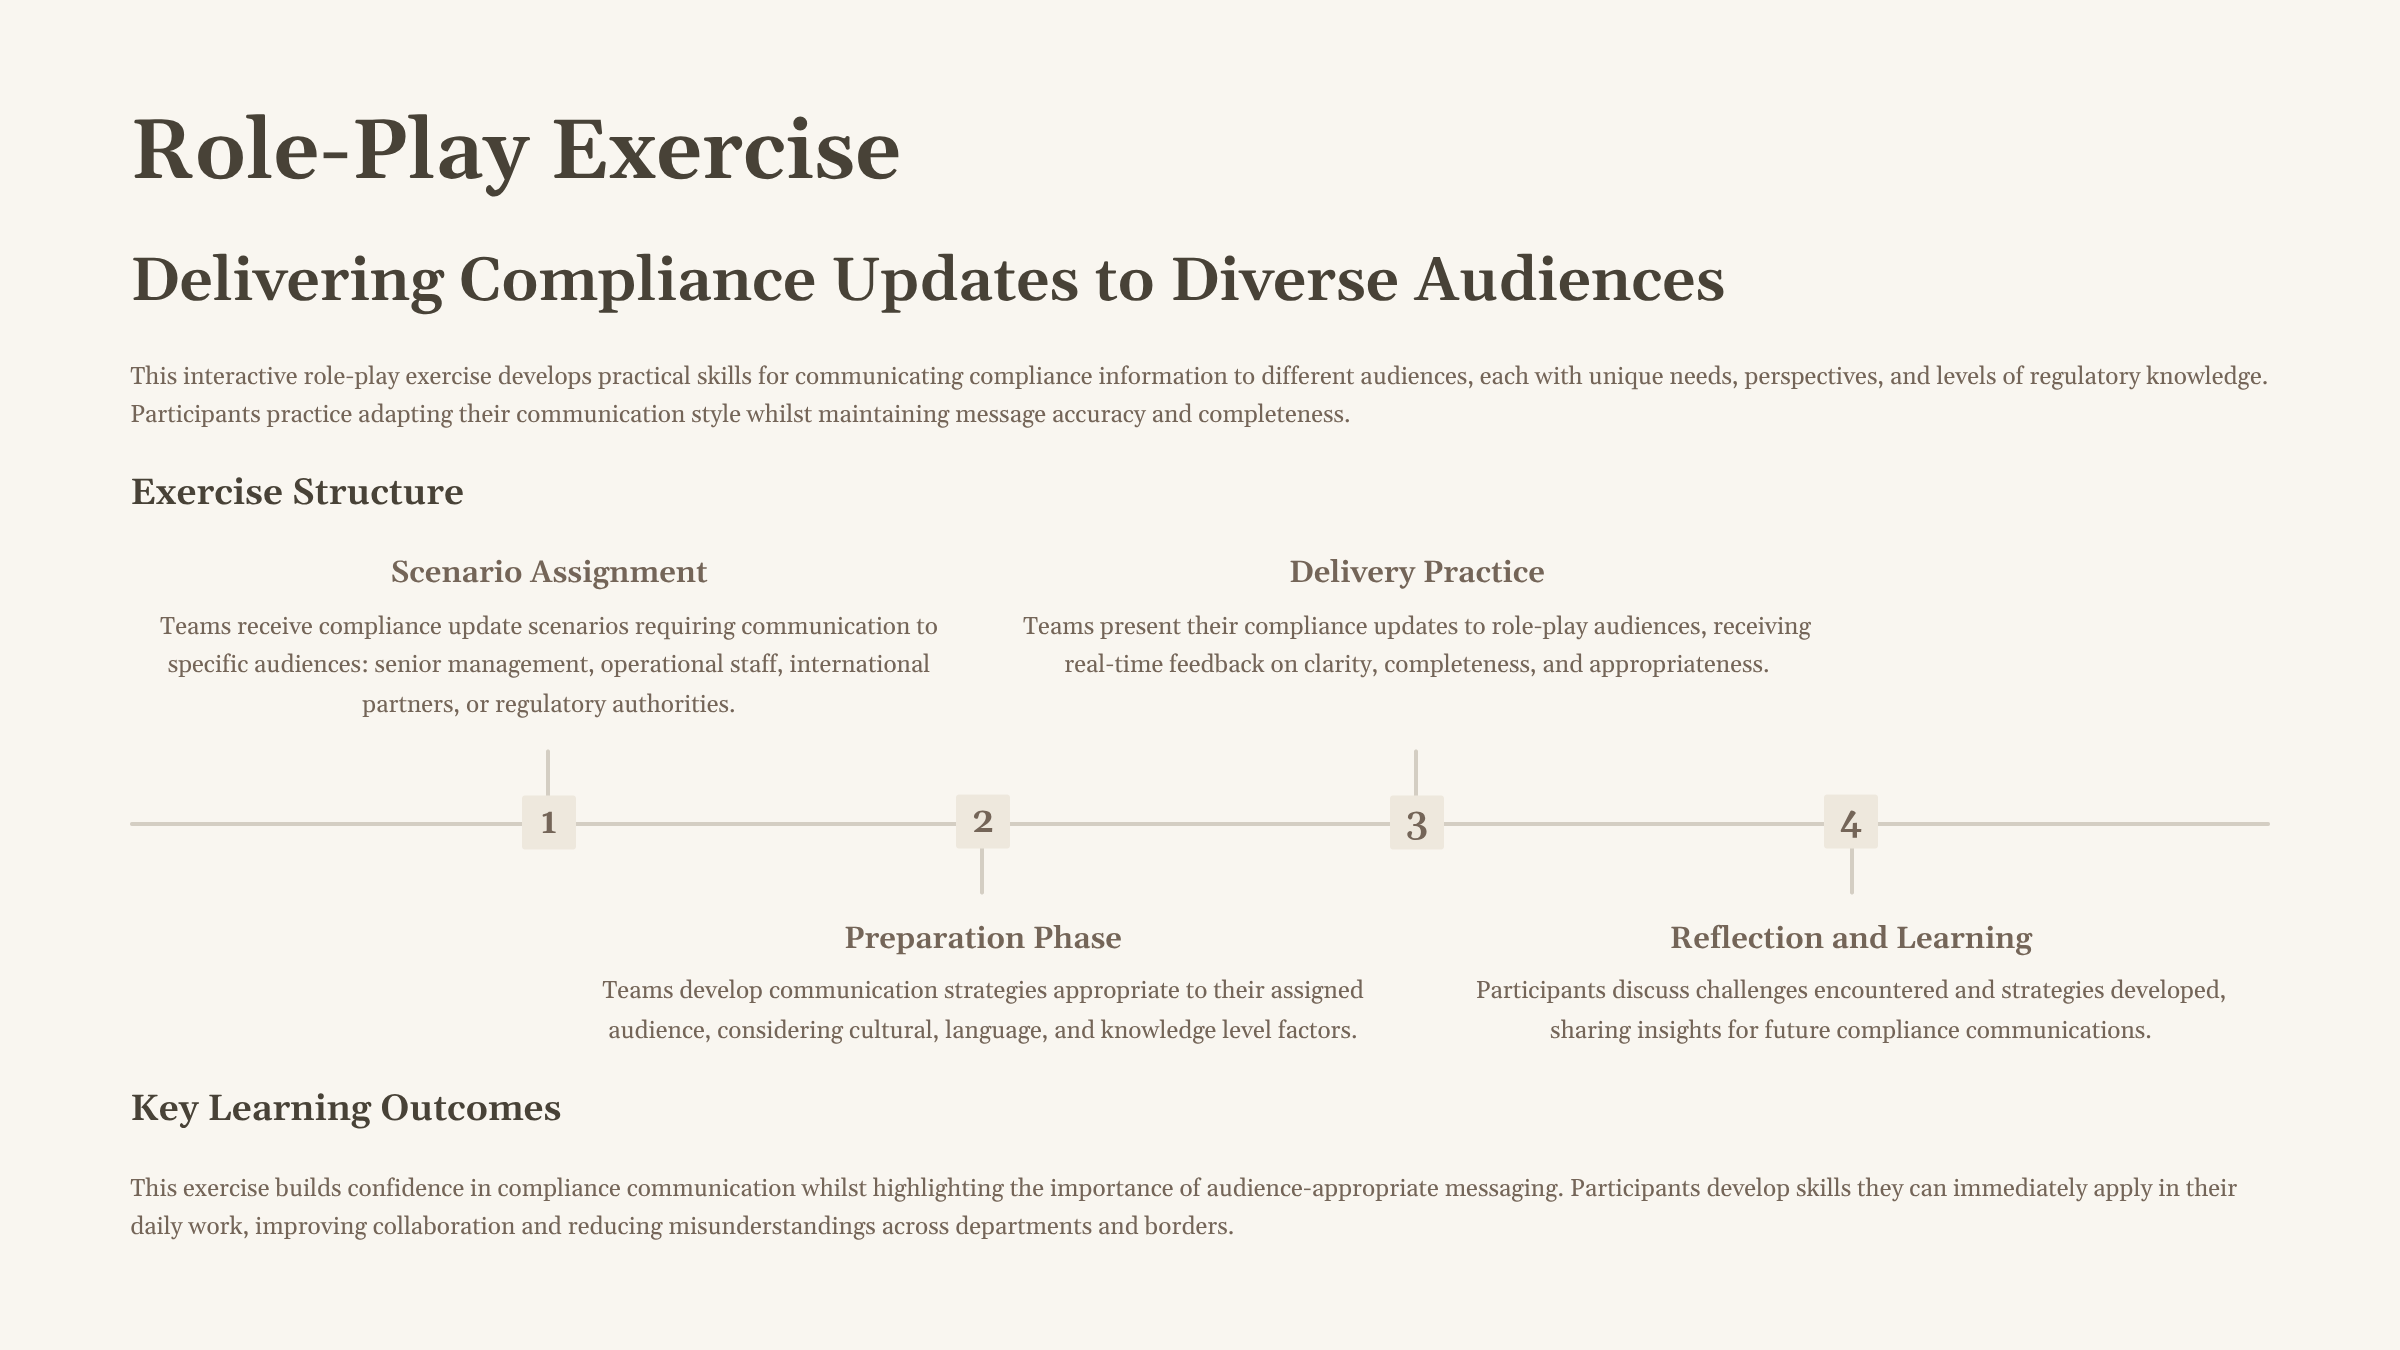 Role-Play Exercise
Delivering Compliance Updates to Diverse Audiences
This interactive role-play exercise develops practical skills for communicating compliance information to different audiences, each with unique needs, perspectives, and levels of regulatory knowledge.
Participants practice adapting their communication style whilst maintaining message accuracy and completeness.
Exercise Structure
Scenario Assignment
Teams receive compliance update scenarios requiring communication to
specific audiences: senior management, operational staff, international
partners, or regulatory authorities.
1
Preparation Phase
Teams develop communication strategies appropriate to their assigned
audience, considering cultural, language, and knowledge level factors.
2
Delivery Practice
Teams present their compliance updates to role-play audiences, receiving
real-time feedback on clarity, completeness, and appropriateness.
3
Reflection and Learning
Participants discuss challenges encountered and strategies developed,
sharing insights for future compliance communications.
4
Key Learning Outcomes
This exercise builds confidence in compliance communication whilst highlighting the importance of audience-appropriate messaging. Participants develop skills they can immediately apply in their
daily work, improving collaboration and reducing misunderstandings across departments and borders.